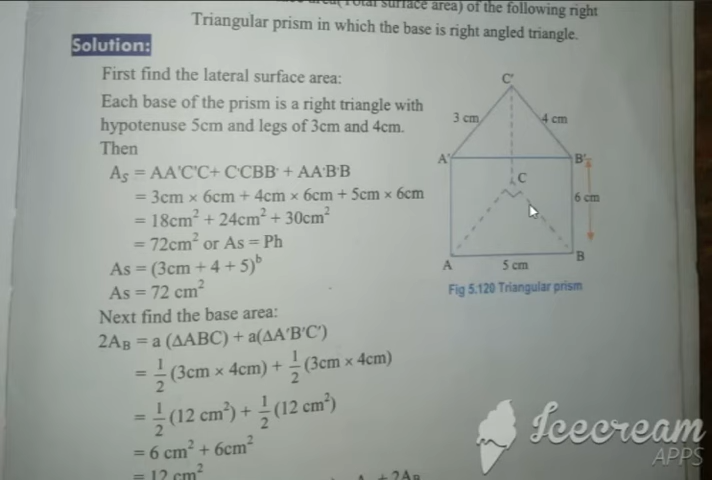 area(Total surface area) of the following right
Triangular prism in which the base is right angled triangle.
Solution:
First find the lateral surface area:
Each base of the prism is a right triangle with
hypotenuse 5cm and legs of 3cm and 4cm.
Then
A_S = AA'C'C+ C'CBB' + AA'B'B
= 3cm × 6cm + 4cm × 6cm + 5cm × 6cm
= 18cm² + 24cm² + 30cm²
= 72cm² or As = Ph
As = (3cm + 4 + 5)^b
As = 72 cm²
Next find the base area:
2A_B = a (ΔABC) + a(ΔA'B'C')
= 1/2 (3cm × 4cm) + 1/2 (3cm × 4cm)
= 1/2 (12 cm²) + 1/2 (12 cm²)
= 6 cm² + 6cm²
= 12 cm²
+ 2A_B
C'
3 cm
4 cm
A'
B'
C
6 cm
A
5 cm
B
Fig 5.120 Triangular prism
Icecream
APPS